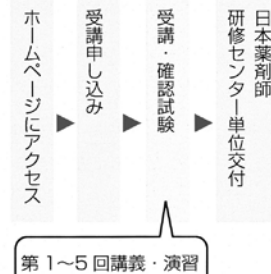 ホームページにアクセス
受講申し込み
受講・確認試験
日本薬剤師
研修センター単位交付
第1～5回講義・演習